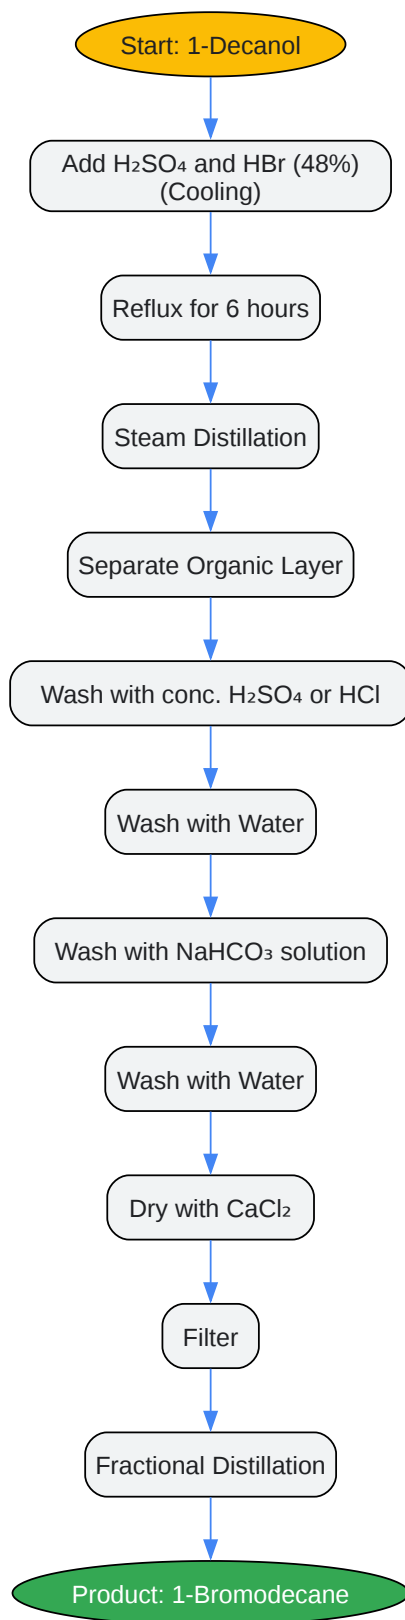 Start: 1-Decanol
Add H₂SO₄ and HBr (48%)
(Cooling)
Reflux for 6 hours
Steam Distillation
Separate Organic Layer
Wash with conc. H₂SO₄ or HCl
Wash with Water
Wash with NaHCO₃ solution
Wash with Water
Dry with CaCl₂
Filter
Fractional Distillation
Product: 1-Bromodecane